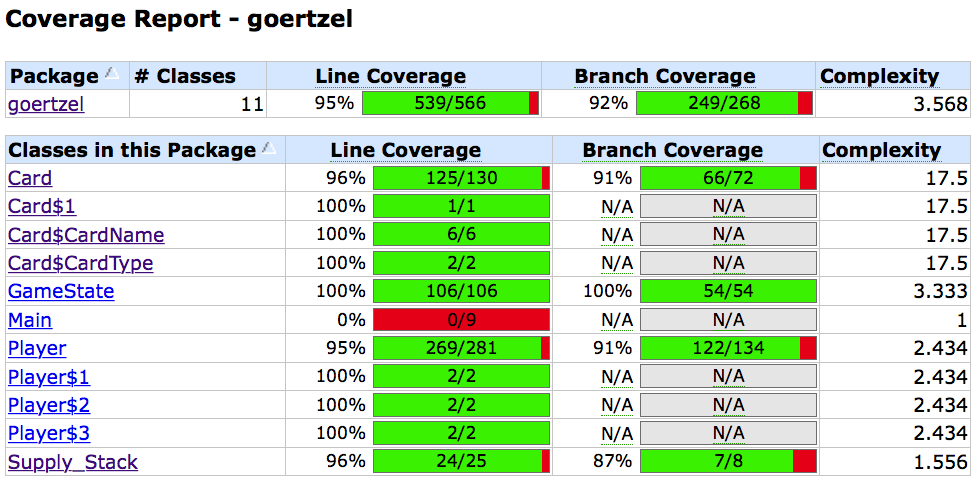 Coverage Report - goertzel
Package # Classes Line Coverage Branch Coverage Complexity
goertzel 11 95% 539/566 92% 249/268 3.568
Classes in this Package Line Coverage Branch Coverage Complexity
Card 96% 125/130 91% 66/72 17.5
Card$1 100% 1/1 N/A N/A 17.5
Card$CardName 100% 6/6 N/A N/A 17.5
Card$CardType 100% 2/2 N/A N/A 17.5
GameState 100% 106/106 100% 54/54 3.333
Main 0% 0/9 N/A N/A 1
Player 95% 269/281 91% 122/134 2.434
Player$1 100% 2/2 N/A N/A 2.434
Player$2 100% 2/2 N/A N/A 2.434
Player$3 100% 2/2 N/A N/A 2.434
Supply_Stack 96% 24/25 87% 7/8 1.556